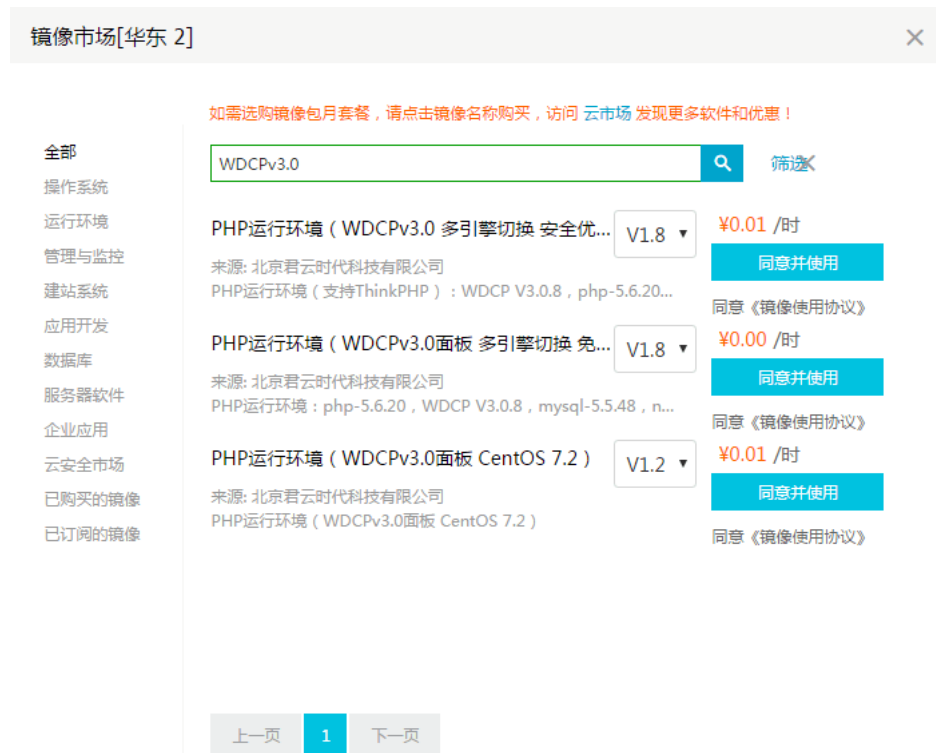 镜像市场[华东 2]
如需选购镜像包月套餐，请点击镜像名称购买，访问 云市场 发现更多软件和优惠！
全部
操作系统
运行环境
管理与监控
建站系统
应用开发
数据库
服务器软件
企业应用
云安全市场
已购买的镜像
已订阅的镜像
WDCPv3.0
筛选
PHP运行环境（WDCPv3.0 多引擎切换 安全优...
V1.8
¥0.01 /时
来源: 北京君云时代科技有限公司
同意并使用
PHP运行环境（支持ThinkPHP）：WDCP V3.0.8，php-5.6.20...
同意《镜像使用协议》
PHP运行环境（WDCPv3.0面板 多引擎切换 免...
V1.8
¥0.00 /时
来源: 北京君云时代科技有限公司
同意并使用
PHP运行环境：php-5.6.20，WDCP V3.0.8，mysql-5.5.48，n...
同意《镜像使用协议》
PHP运行环境（WDCPv3.0面板 CentOS 7.2）
V1.2
¥0.01 /时
来源: 北京君云时代科技有限公司
同意并使用
PHP运行环境（WDCPv3.0面板 CentOS 7.2）
同意《镜像使用协议》
上一页 1 下一页